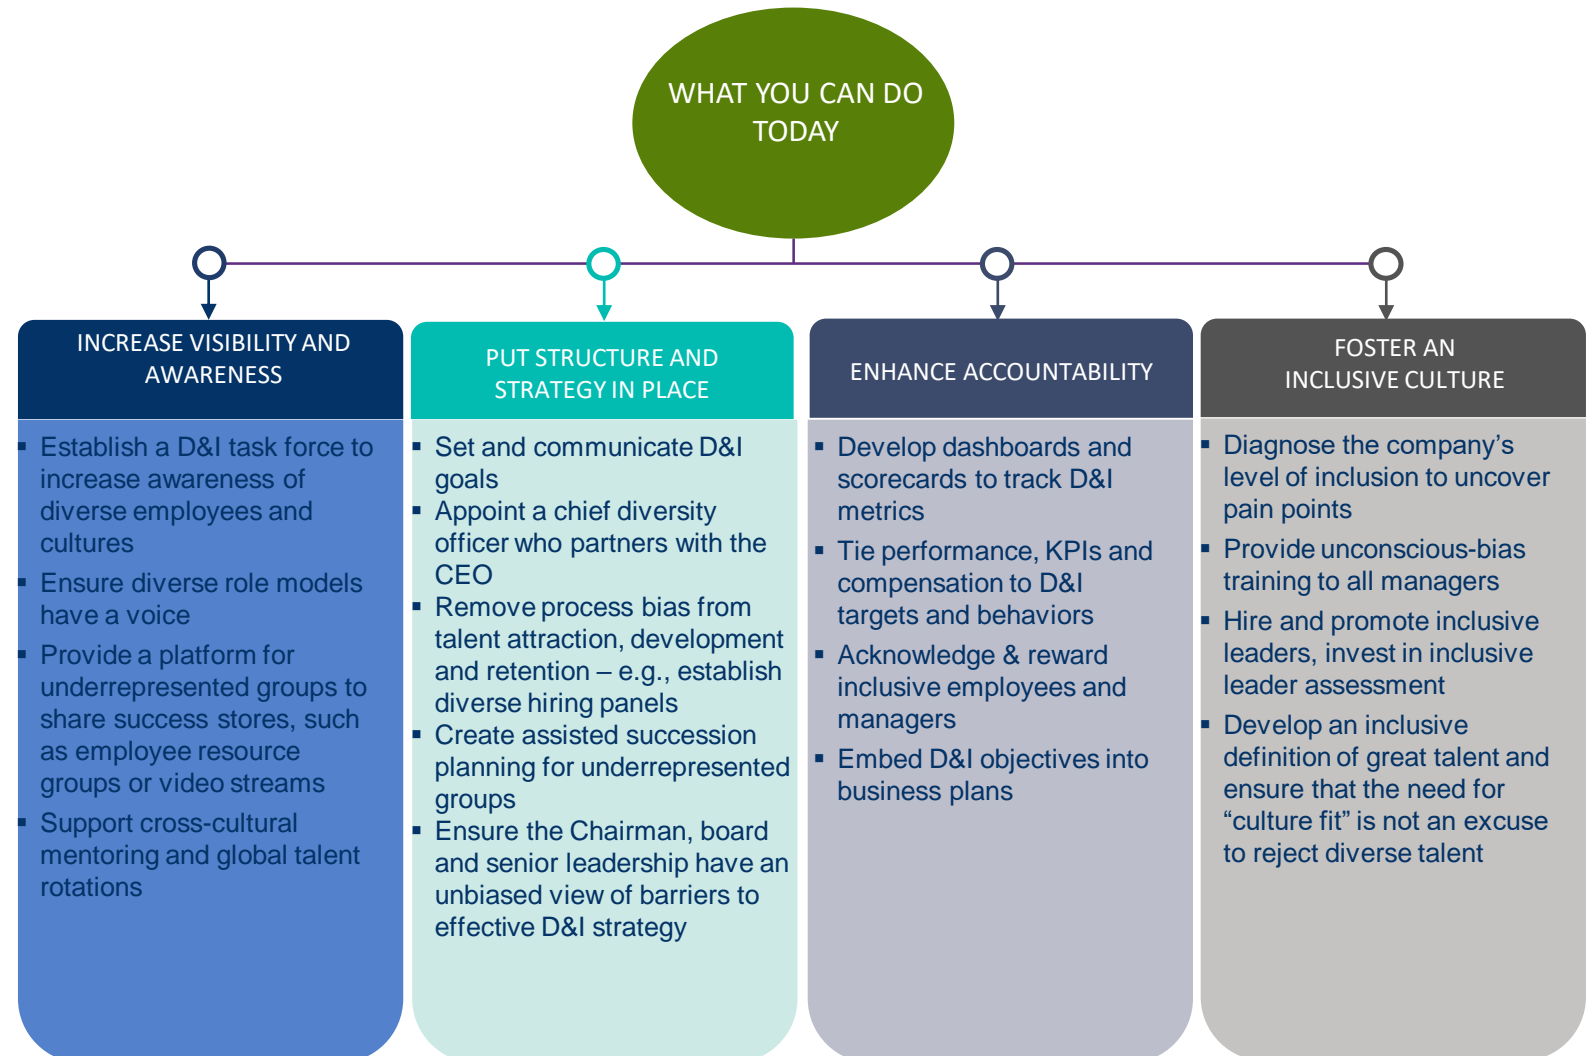 WHAT YOU CAN DO
TODAY
INCREASE VISIBILITY AND
AWARENESS
▪ Establish a D&I task force to
increase awareness of
diverse employees and
cultures
▪ Ensure diverse role models
have a voice
▪ Provide a platform for
underrepresented groups to
share success stores, such
as employee resource
groups or video streams
▪ Support cross-cultural
mentoring and global talent
rotations
PUT STRUCTURE AND
STRATEGY IN PLACE
▪ Set and communicate D&I
goals
▪ Appoint a chief diversity
officer who partners with the
CEO
▪ Remove process bias from
talent attraction, development
and retention – e.g., establish
diverse hiring panels
▪ Create assisted succession
planning for underrepresented
groups
▪ Ensure the Chairman, board
and senior leadership have an
unbiased view of barriers to
effective D&I strategy
ENHANCE ACCOUNTABILITY
▪ Develop dashboards and
scorecards to track D&I
metrics
▪ Tie performance, KPIs and
compensation to D&I
targets and behaviors
▪ Acknowledge & reward
inclusive employees and
managers
▪ Embed D&I objectives into
business plans
FOSTER AN
INCLUSIVE CULTURE
▪ Diagnose the company’s
level of inclusion to uncover
pain points
▪ Provide unconscious-bias
training to all managers
▪ Hire and promote inclusive
leaders, invest in inclusive
leader assessment
▪ Develop an inclusive
definition of great talent and
ensure that the need for
“culture fit” is not an excuse
to reject diverse talent